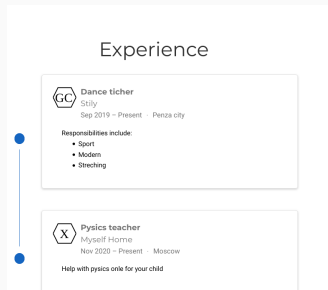 Experience
GC
Dance ticher
Stily
Sep 2019 – Present · Penza city
Responsibilities include:
• Sport
• Modern
• Streching
X
Pysics teacher
Myself Home
Nov 2020 – Present · Moscow
Help with pysics onle for your child